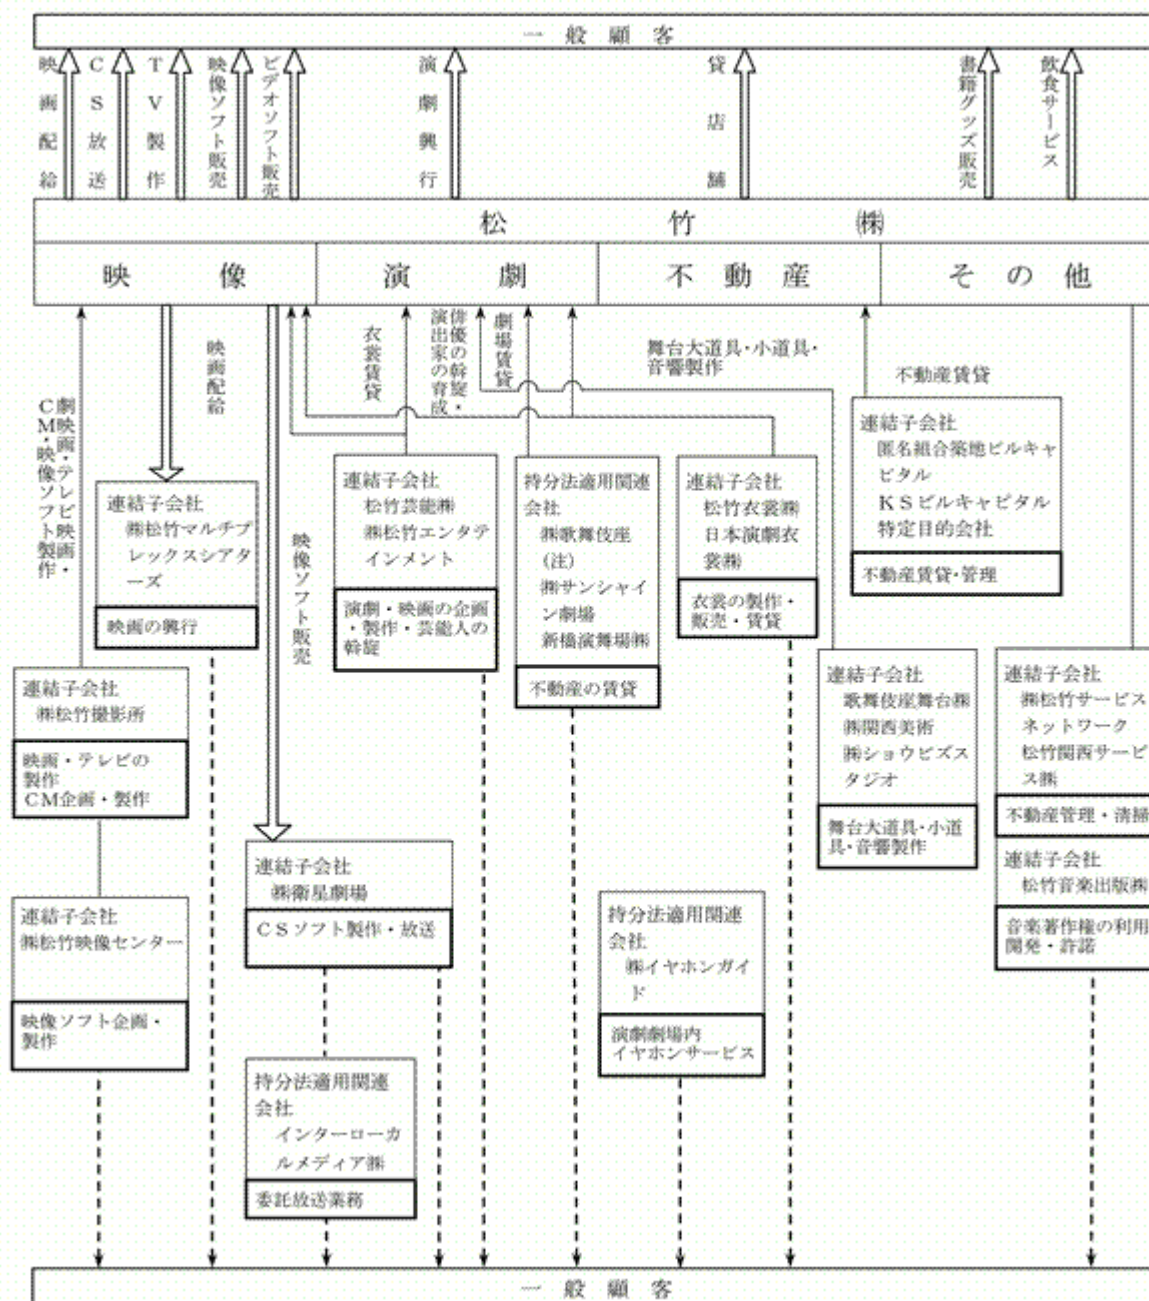 一般顧客
映画配給
CS放送
TV製作
映像ソフト販売
ビデオソフト販売
演劇興行
貸店舗
書籍グッズ販売
飲食サービス
松竹㈱
映像
演劇
不動産
その他
劇映画・テレビ映画・
CM・映像ソフト製作
映画配給
映像ソフト販売
衣裳賃貸
俳優の斡旋・
演出家の育成
劇場賃貸
舞台大道具・小道具・
音響製作
不動産賃貸
連結子会社
㈱松竹マルチプ
レックスシアタ
ーズ
映画の興行
連結子会社
松竹芸能㈱
㈱松竹エンタテ
インメント
演劇・映画の企画
・製作・芸能人の
斡旋
持分法適用関連
会社
㈱歌舞伎座
(注)
㈱サンシャイ
ン劇場
新橋演舞場㈱
不動産の賃貸
連結子会社
松竹衣裳㈱
日本演劇衣
裳㈱
衣裳の製作・
販売・賃貸
連結子会社
匿名組合築地ビルキャ
ピタル
KSビルキャピタル
特定目的会社
不動産賃貸・管理
連結子会社
㈱松竹撮影所
映画・テレビの
製作
CM企画・製作
連結子会社
歌舞伎座舞台㈱
㈱関西美術
㈱ショウビズス
タジオ
舞台大道具・小道
具・音響製作
連結子会社
㈱松竹サービス
ネットワーク
松竹関西サービ
ス㈱
不動産管理・清掃
連結子会社
松竹音楽出版㈱
音楽著作権の利用
開発・許諾
連結子会社
㈱衛星劇場
CSソフト製作・放送
連結子会社
㈱松竹映像センター
映像ソフト企画・
製作
持分法適用関連
会社
㈱イヤホンガイ
ド
演劇劇場内
イヤホンサービス
持分法適用関連
会社
インターローカ
ルメディア㈱
委託放送業務
一般顧客